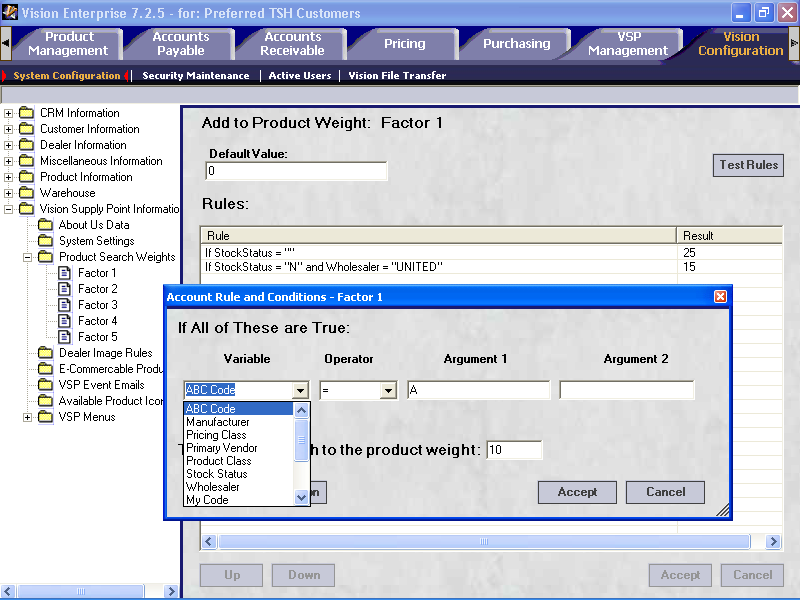 Vision Enterprise 7.2.5 - for: Preferred TSH Customers
Product Management
Accounts Payable
Accounts Receivable
Pricing
Purchasing
VSP Management
Vision Configuration
System Configuration | Security Maintenance | Active Users | Vision File Transfer
CRM Information
Customer Information
Dealer Information
Miscellaneous Information
Product Information
Warehouse
Vision Supply Point Informatio
About Us Data
System Settings
Product Search Weights
Factor 1
Factor 2
Factor 3
Factor 4
Factor 5
Dealer Image Rules
E-Commercable Produ
VSP Event Emails
Available Product Icon
VSP Menus
Add to Product Weight: Factor 1
Default Value:
0
Test Rules
Rules:
Rule Result
If StockStatus = "" 25
If StockStatus = "N" and Wholesaler = "UNITED" 15
Account Rule and Conditions - Factor 1
If All of These are True:
Variable Operator Argument 1 Argument 2
ABC Code = A
ABC Code
Manufacturer
Pricing Class
Primary Vendor
Product Class
Stock Status
Wholesaler
My Code
to the product weight: 10
Accept Cancel
Up Down Accept Cancel